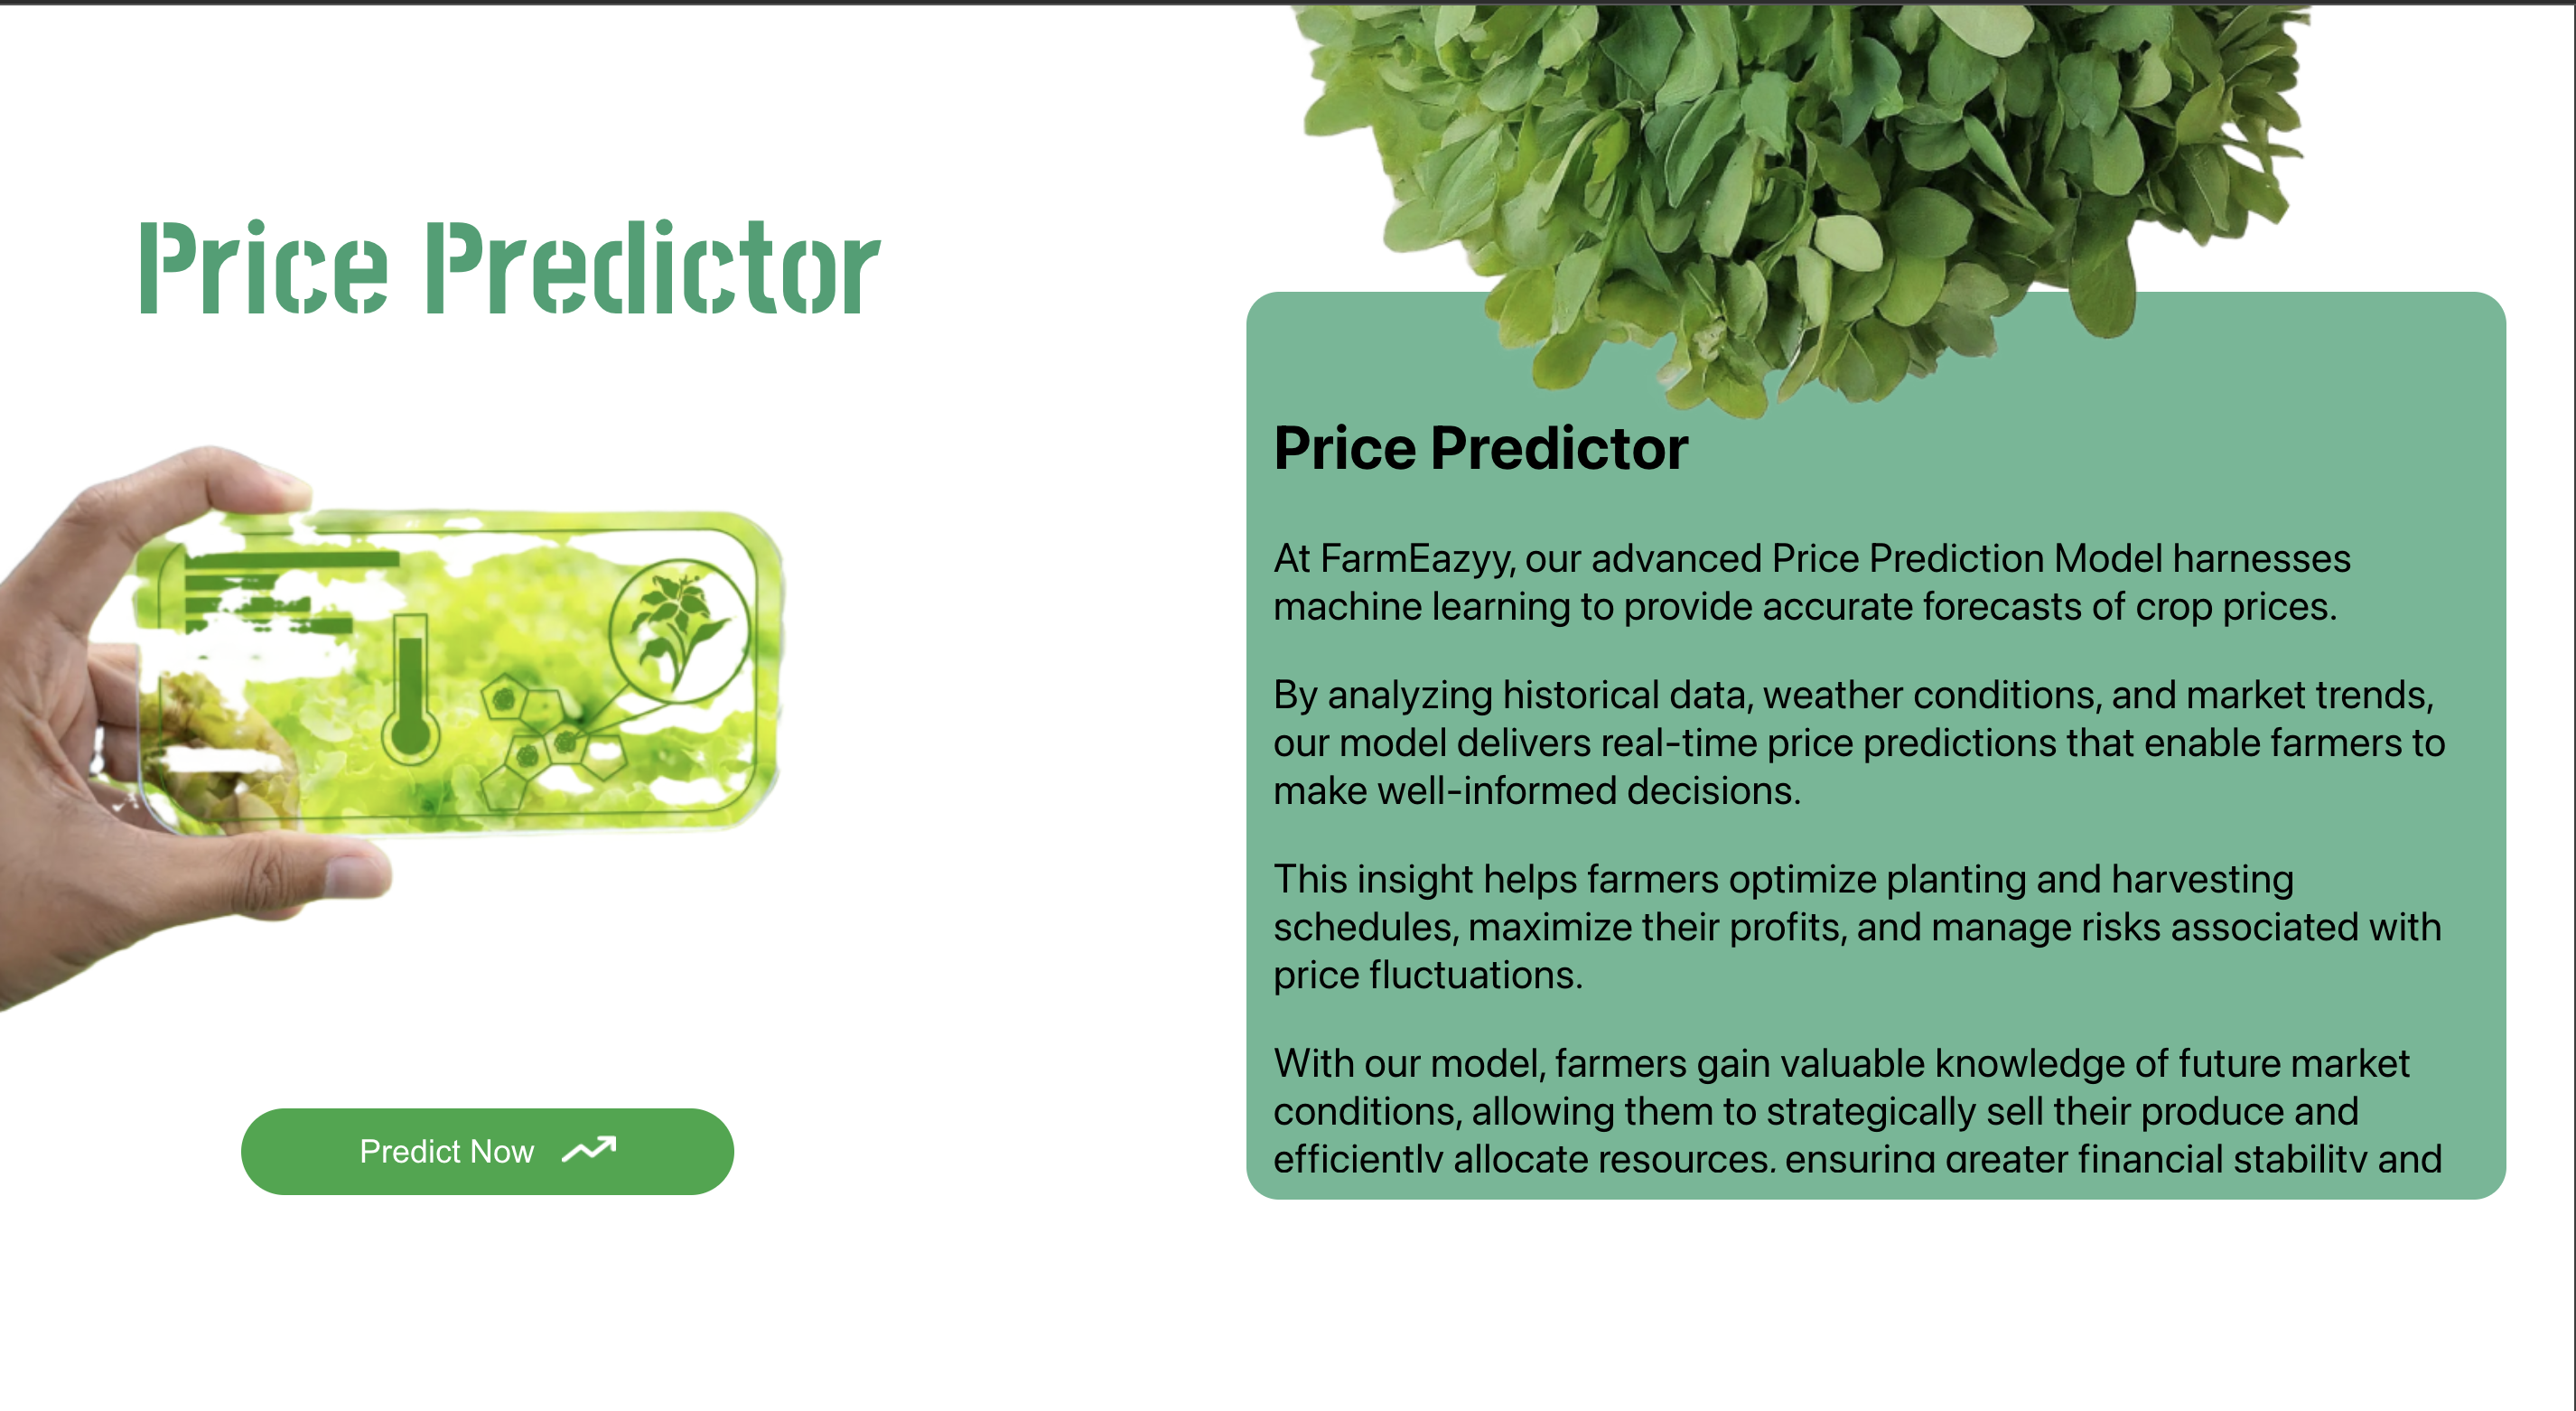 Price Predictor
Predict Now
Price Predictor
At FarmEazyy, our advanced Price Prediction Model harnesses
machine learning to provide accurate forecasts of crop prices.
By analyzing historical data, weather conditions, and market trends,
our model delivers real-time price predictions that enable farmers to
make well-informed decisions.
This insight helps farmers optimize planting and harvesting
schedules, maximize their profits, and manage risks associated with
price fluctuations.
With our model, farmers gain valuable knowledge of future market
conditions, allowing them to strategically sell their produce and
efficiently allocate resources, ensuring greater financial stability and